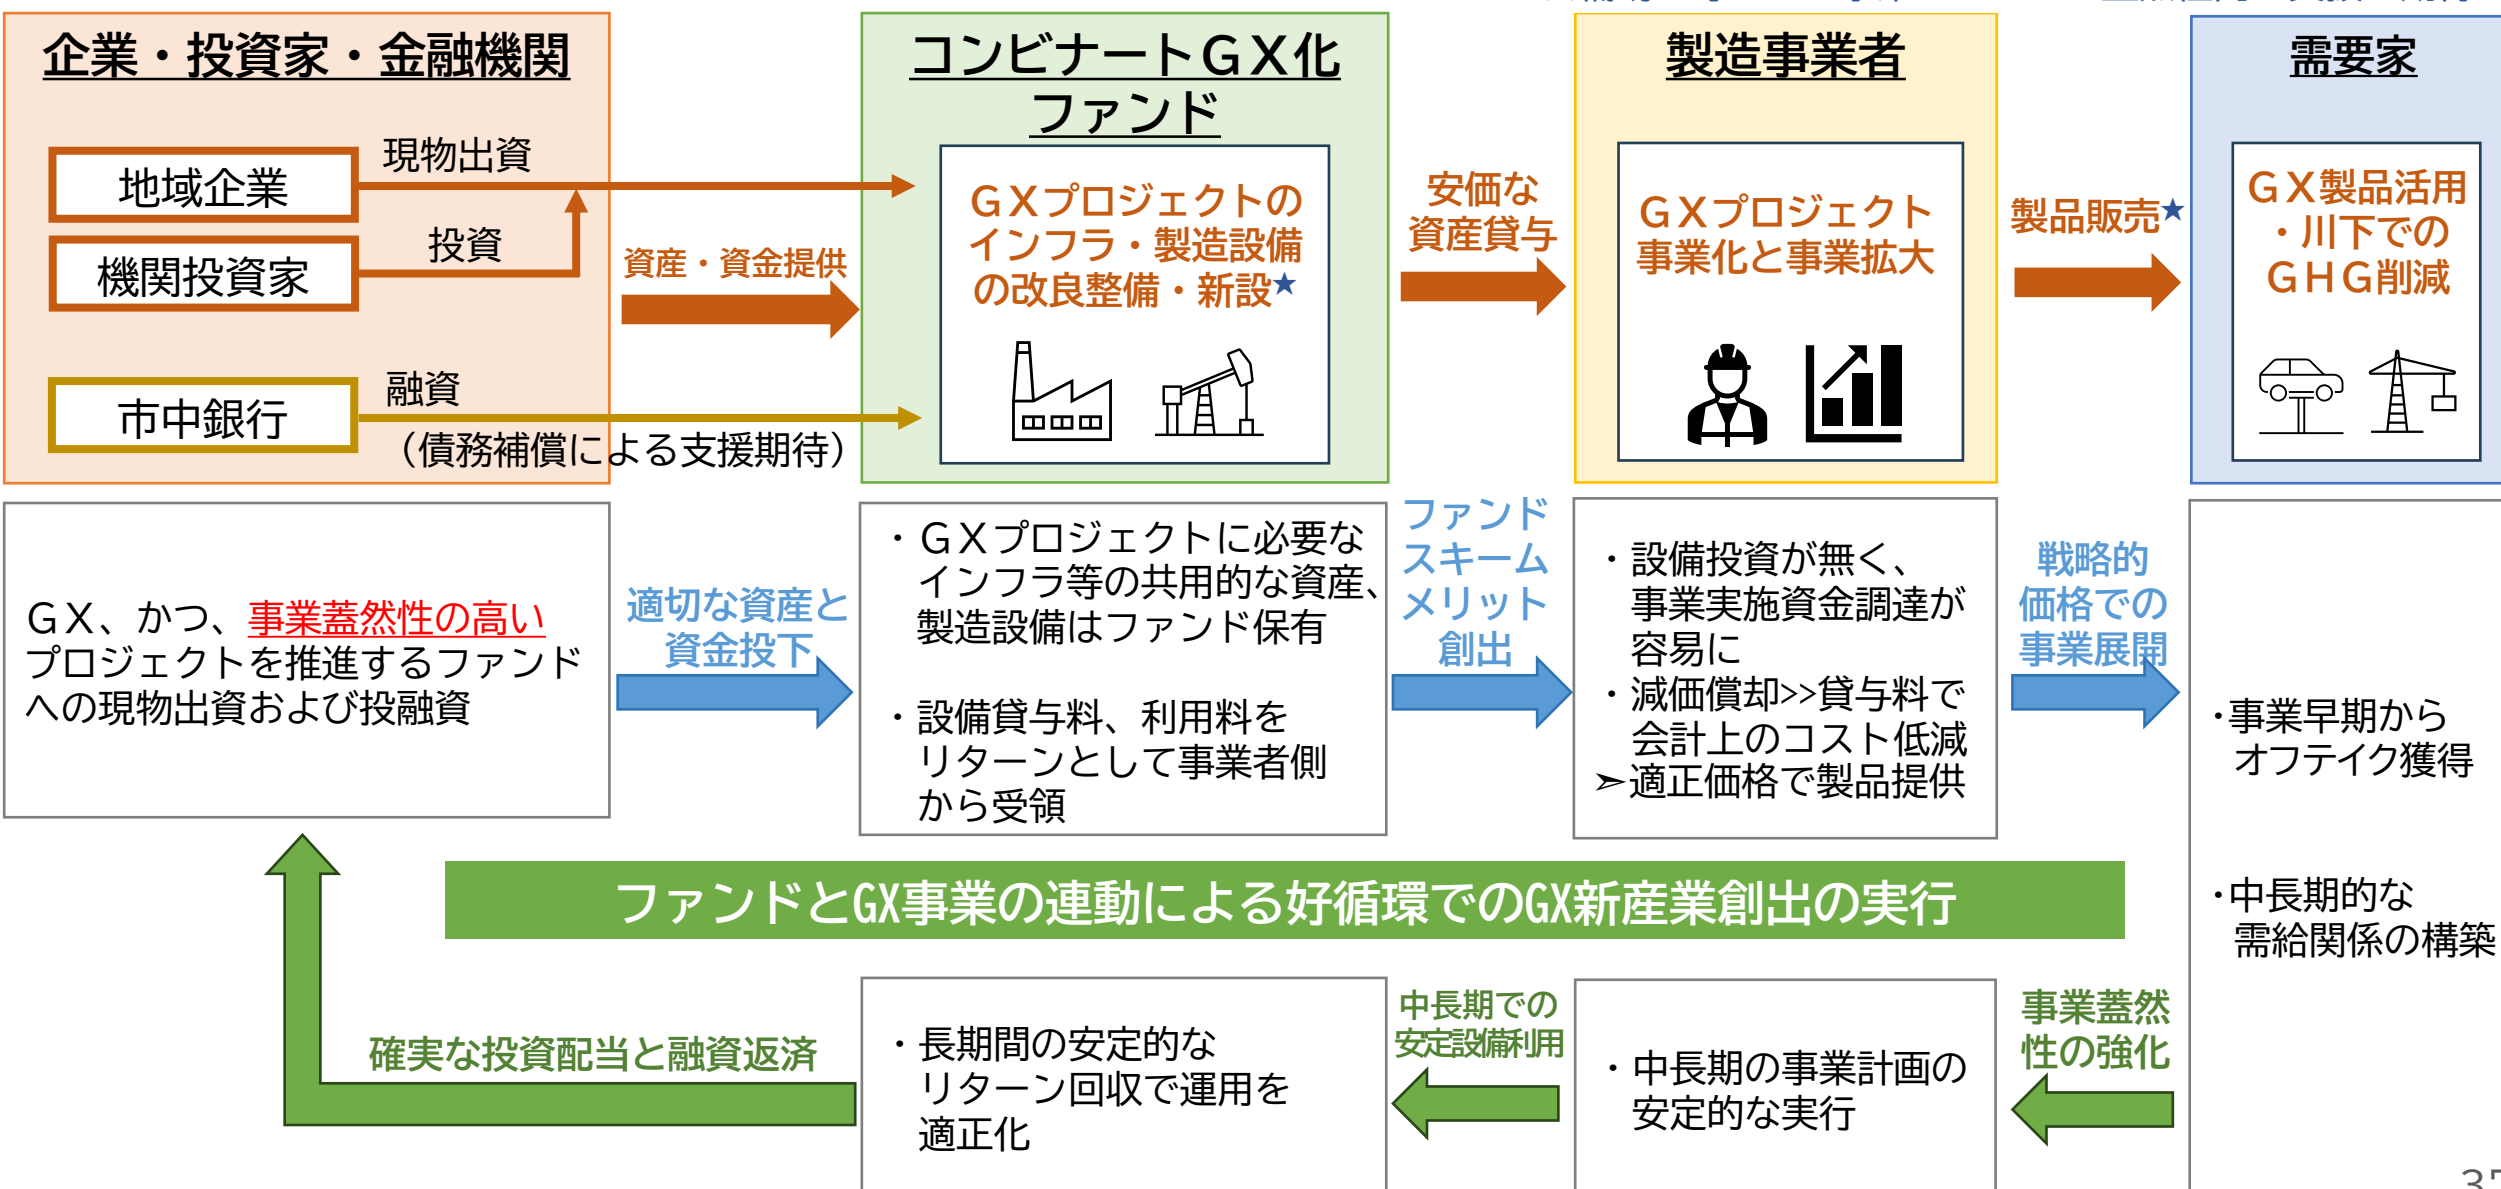 企業・投資家・金融機関
地域企業
現物出資
機関投資家
投資
市中銀行
融資
（債務補償による支援期待）
資産・資金提供
コンビナートＧＸ化
ファンド
ＧＸプロジェクトの
インフラ・製造設備
の改良整備・新設★
安価な
資産貸与
製造事業者
ＧＸプロジェクト
事業化と事業拡大
製品販売★
需要家
ＧＸ製品活用
・川下での
ＧＨＧ削減
ＧＸ、かつ、事業蓋然性の高い
プロジェクトを推進するファンド
への現物出資および投融資
適切な資産と
資金投下
・ＧＸプロジェクトに必要な
インフラ等の共用的な資産、
製造設備はファンド保有
・設備貸与料、利用料を
リターンとして事業者側
から受領
ファンド
スキーム
メリット
創出
・設備投資が無く、
事業実施資金調達が
容易に
・減価償却>>貸与料で
会計上のコスト低減
➢適正価格で製品提供
戦略的
価格での
事業展開
・事業早期から
オフテイク獲得
・中長期的な
需給関係の構築
ファンドとGX事業の連動による好循環でのGX新産業創出の実行
確実な投資配当と融資返済
・長期間の安定的な
リターン回収で運用を
適正化
中長期での
安定設備利用
・中長期の事業計画の
安定的な実行
事業蓋然
性の強化